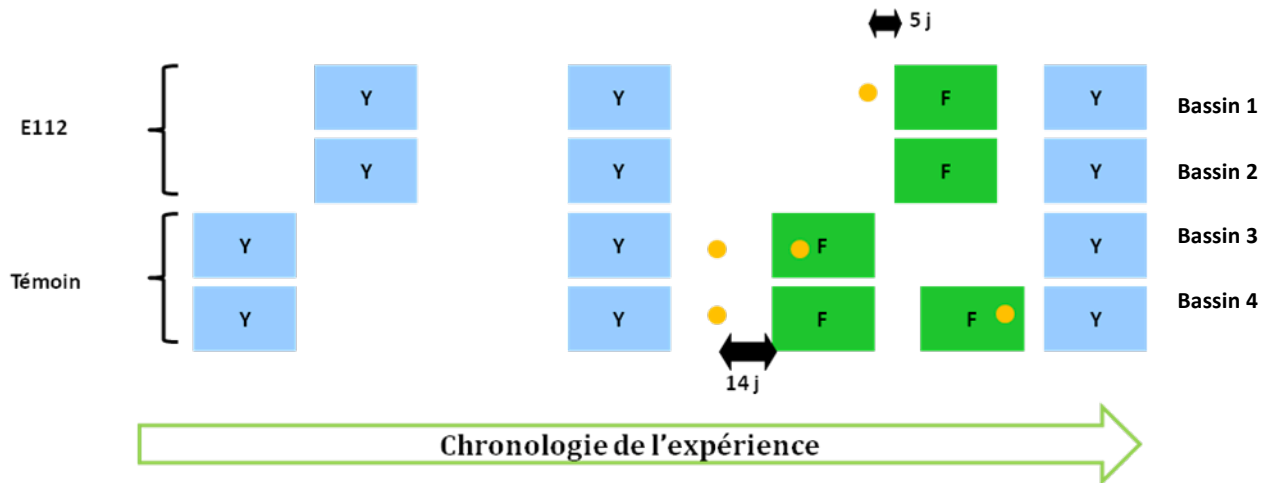 5 j
Y Y F Y Bassin 1
E112
Y Y F Y Bassin 2
Y Y F Y Bassin 3
Témoin
Y Y F F Y Bassin 4
14 j
Chronologie de l'expérience